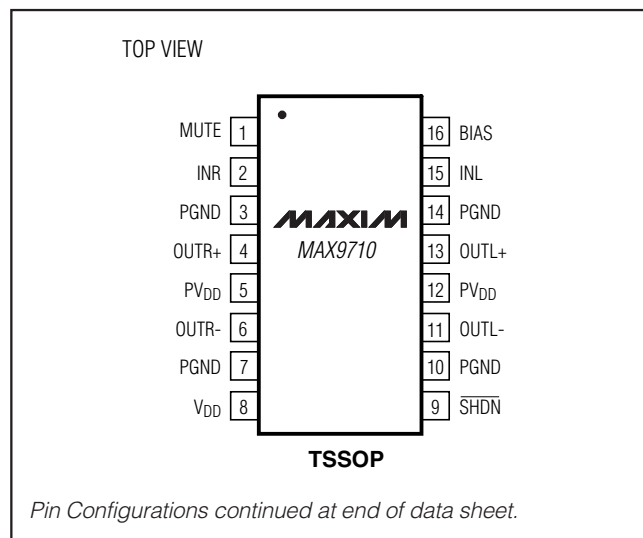 TOP VIEW
MUTE 1
INR 2
PGND 3
OUTR+ 4
PVDD 5
OUTR- 6
PGND 7
VDD 8
MAXIM
MAX9710
16 BIAS
15 INL
14 PGND
13 OUTL+
12 PVDD
11 OUTL-
10 PGND
9 S̅H̅D̅N̅
TSSOP
Pin Configurations continued at end of data sheet.